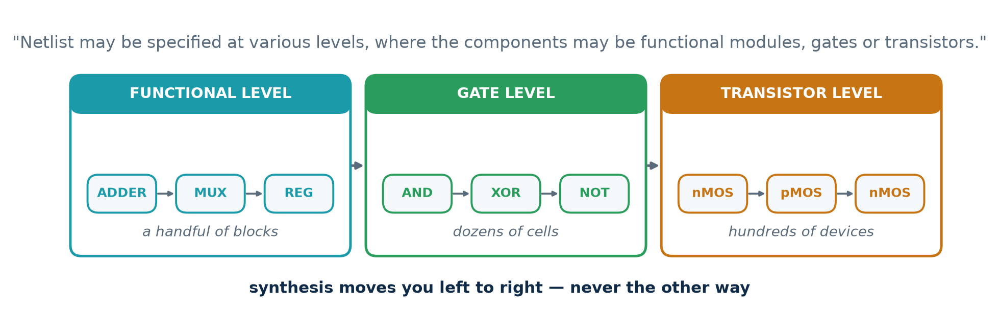 "Netlist may be specified at various levels, where the components may be functional modules, gates or transistors."
FUNCTIONAL LEVEL
ADDER
MUX
REG
a handful of blocks
GATE LEVEL
AND
XOR
NOT
dozens of cells
TRANSISTOR LEVEL
nMOS
pMOS
nMOS
hundreds of devices
synthesis moves you left to right — never the other way